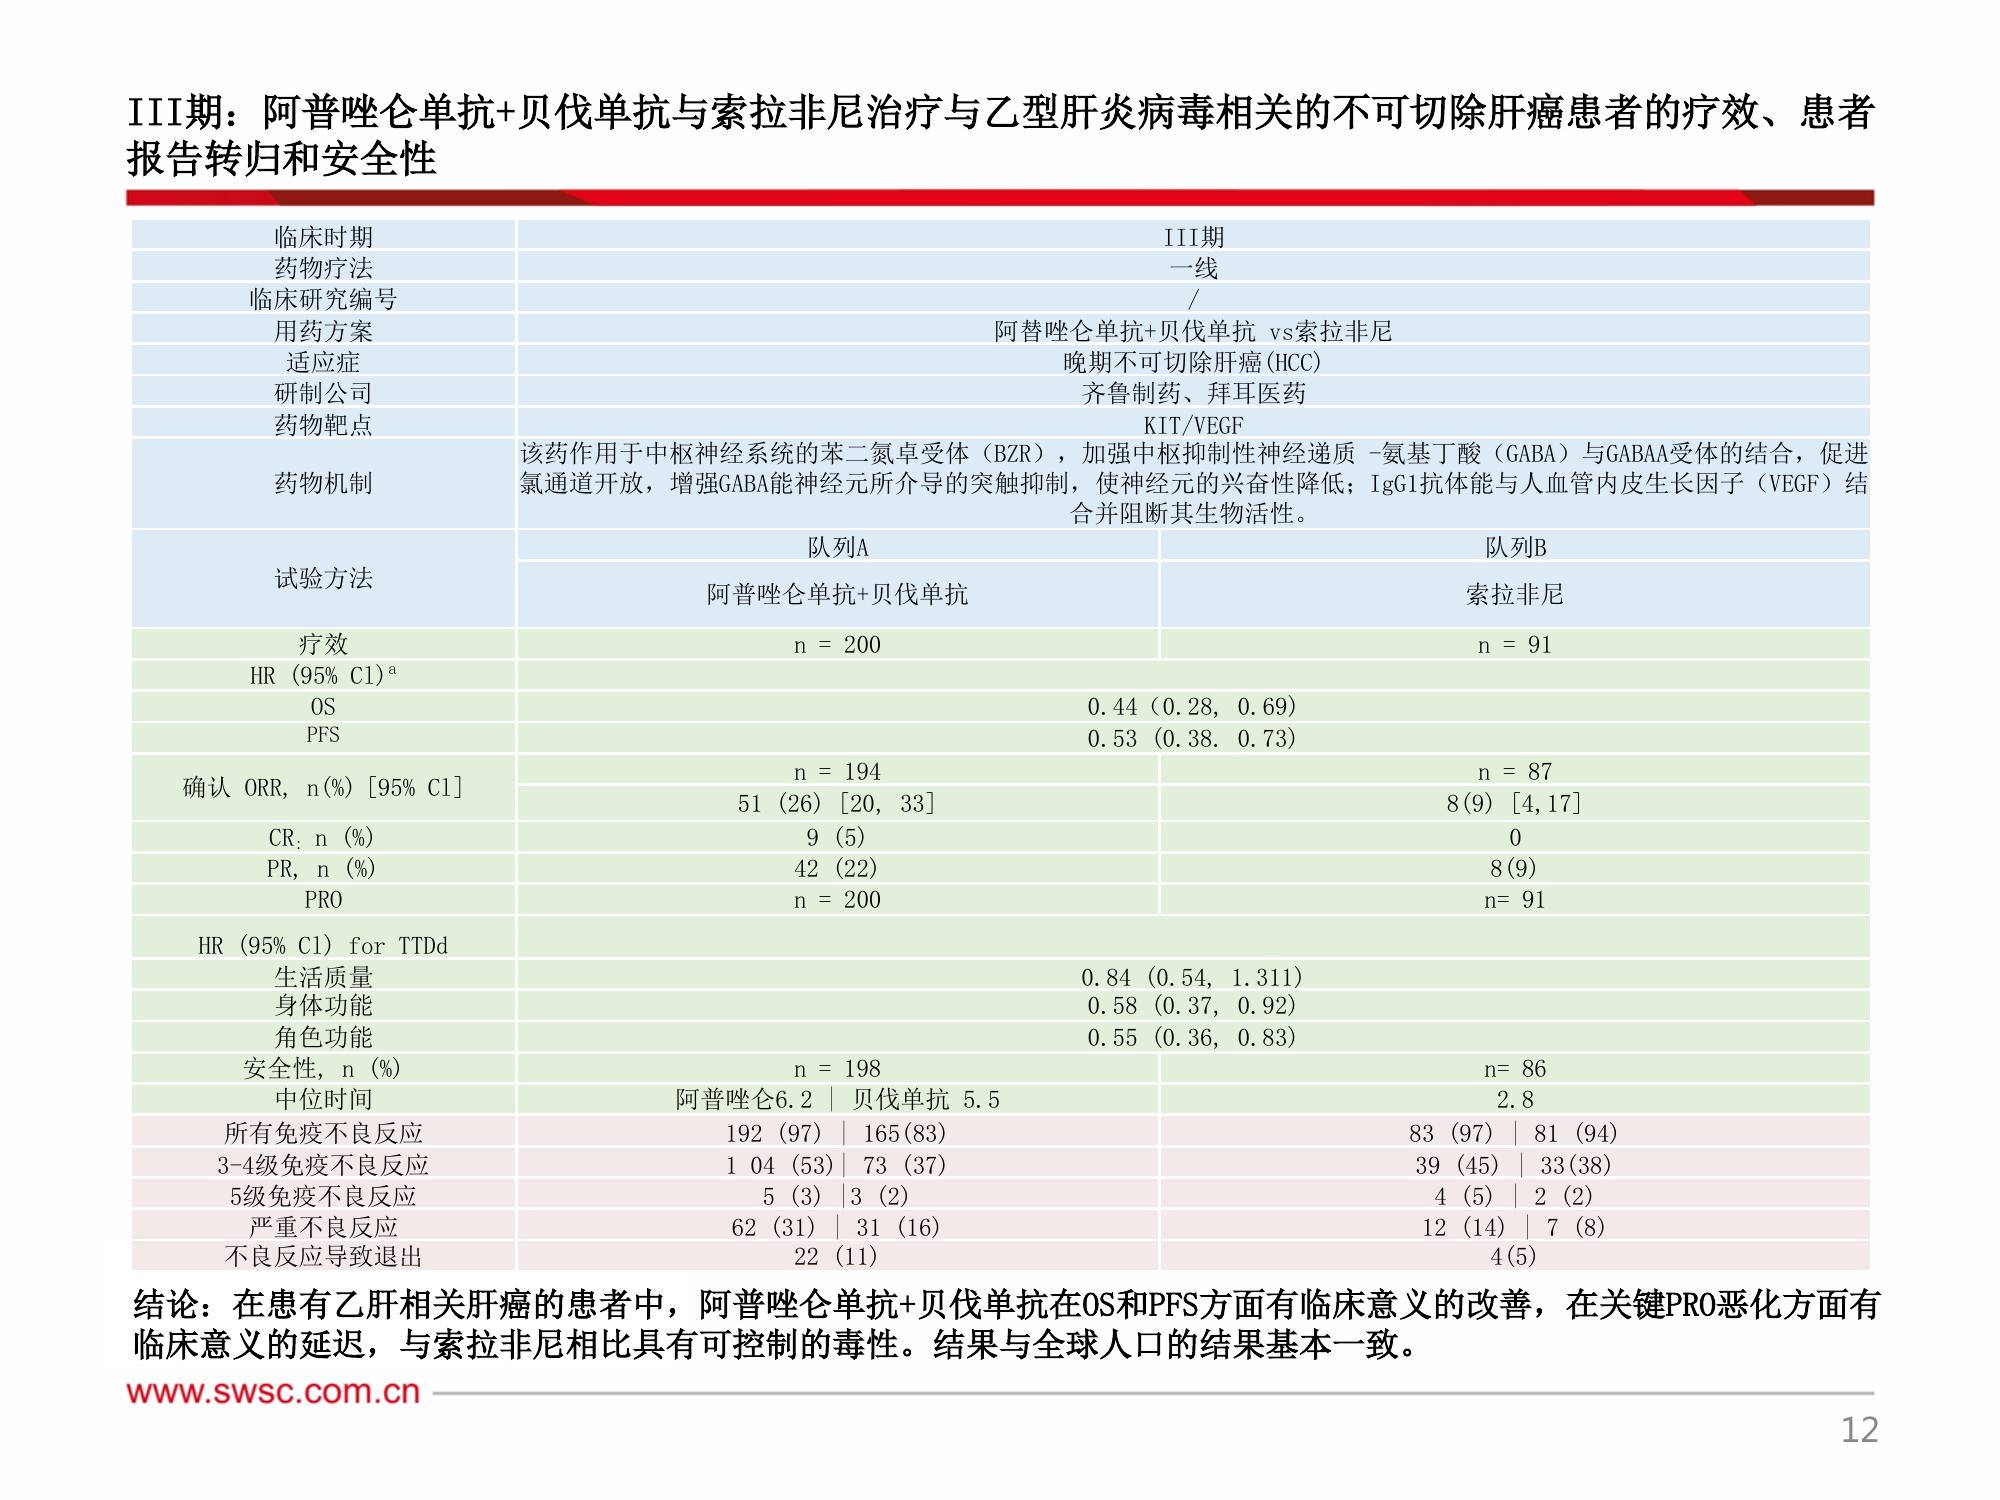 III期：阿普唑仑单抗+贝伐单抗与索拉非尼治疗与乙型肝炎病毒相关的不可切除肝癌患者的疗效、患者
报告转归和安全性
临床时期 III期
药物疗法 一线
临床研究编号 /
用药方案 阿替唑仑单抗+贝伐单抗 vs索拉非尼
适应症 晚期不可切除肝癌(HCC)
研制公司 齐鲁制药、拜耳医药
药物靶点 KIT/VEGF
药物机制
该药作用于中枢神经系统的苯二氮卓受体（BZR），加强中枢抑制性神经递质 -氨基丁酸（GABA）与GABAA受体的结合，促进
氯通道开放，增强GABA能神经元所介导的突触抑制，使神经元的兴奋性降低；IgG1抗体能与人血管内皮生长因子（VEGF）结
合并阻断其生物活性。
试验方法
队列A 队列B
阿普唑仑单抗+贝伐单抗 索拉非尼
疗效 n = 200 n = 91
HR (95% Cl)a
OS 0.44（0.28, 0.69)
PFS 0.53 (0.38. 0.73)
确认 ORR, n(%) [95% Cl]
n = 194 n = 87
51 (26) [20, 33] 8(9) [4,17]
CR: n (%) 9 (5) 0
PR, n (%) 42 (22) 8(9)
PRO n = 200 n= 91
HR (95% Cl) for TTDd
生活质量 0.84 (0.54, 1.311)
身体功能 0.58 (0.37, 0.92)
角色功能 0.55 (0.36, 0.83)
安全性, n (%) n = 198 n= 86
中位时间 阿普唑仑6.2 | 贝伐单抗 5.5 2.8
所有免疫不良反应 192 (97) | 165(83) 83 (97) | 81 (94)
3-4级免疫不良反应 1 04 (53)| 73 (37) 39 (45) | 33(38)
5级免疫不良反应 5 (3) |3 (2) 4 (5) | 2 (2)
严重不良反应 62 (31) | 31 (16) 12 (14) | 7 (8)
不良反应导致退出 22 (11) 4(5)
结论：在患有乙肝相关肝癌的患者中，阿普唑仑单抗+贝伐单抗在OS和PFS方面有临床意义的改善，在关键PRO恶化方面有
临床意义的延迟，与索拉非尼相比具有可控制的毒性。结果与全球人口的结果基本一致。
www.swsc.com.cn
12